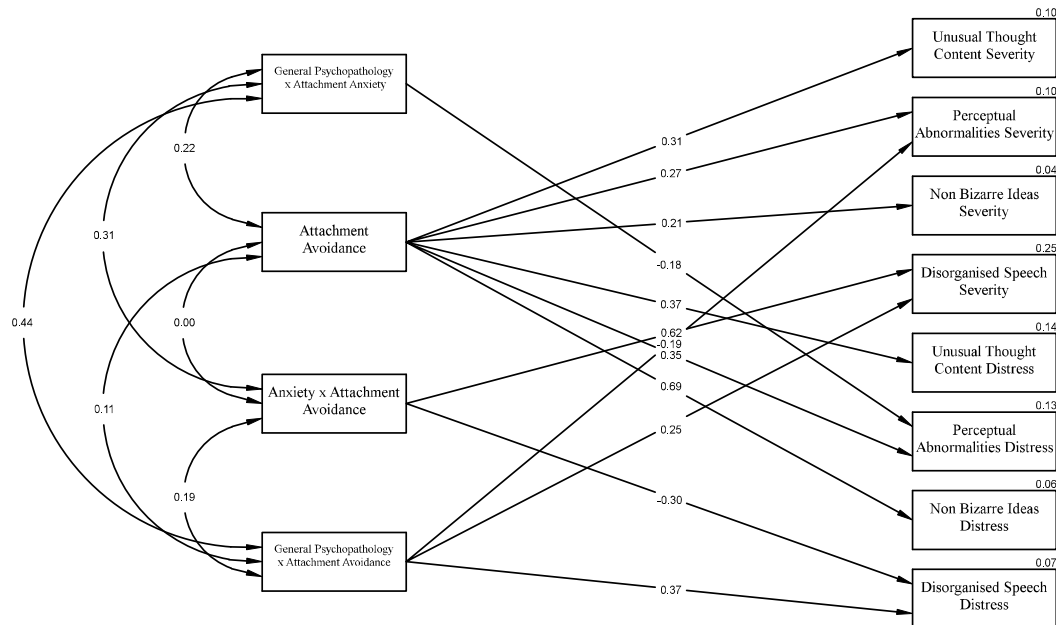 0.10
Unusual Thought
Content Severity
General Psychopathology
x Attachment Anxiety
0.10
Perceptual
Abnormalities Severity
0.22
0.31
0.27
0.04
Non Bizarre Ideas
Severity
Attachment
Avoidance
0.21
0.31
0.25
Disorganised Speech
Severity
-0.18
0.37
0.44
0.00
0.62
-0.19
0.35
0.14
Unusual Thought
Content Distress
Anxiety x Attachment
Avoidance
0.69
0.11
0.25
0.13
Perceptual
Abnormalities Distress
0.19
-0.30
0.06
Non Bizarre Ideas
Distress
General Psychopathology
x Attachment Avoidance
0.37
0.07
Disorganised Speech
Distress